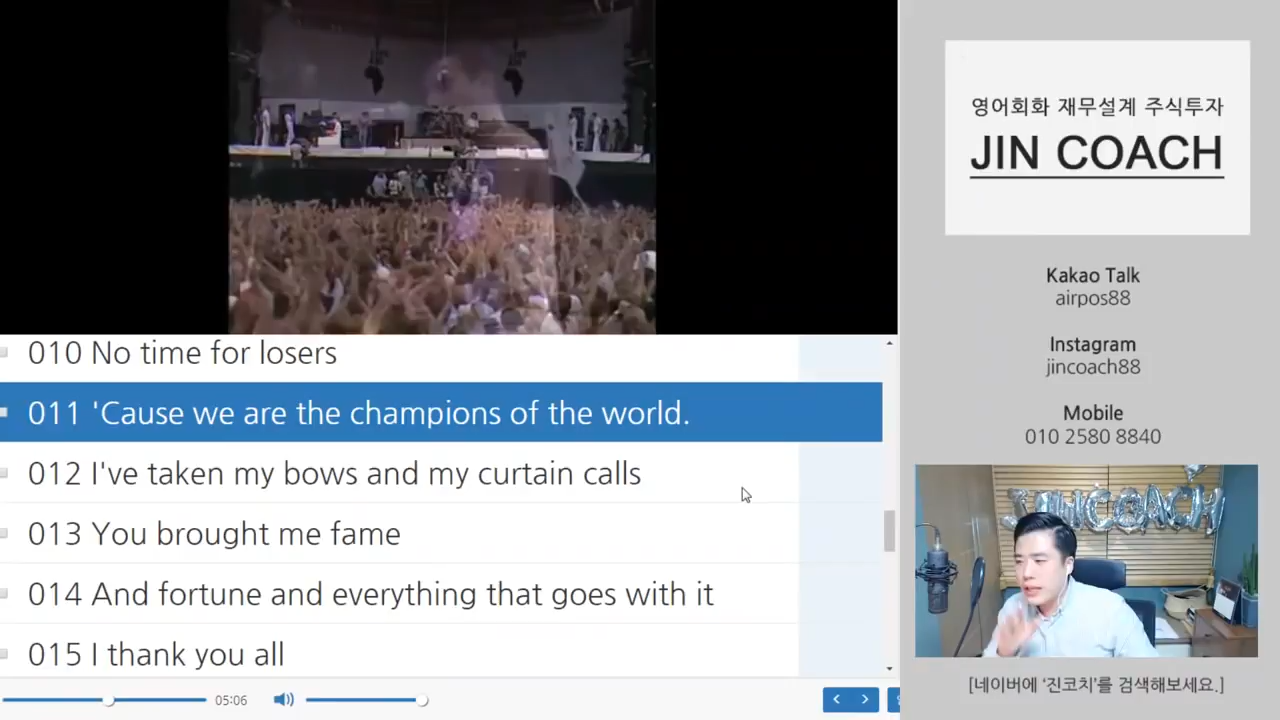 010 No time for losers
011 'Cause we are the champions of the world.
012 I've taken my bows and my curtain calls
013 You brought me fame
014 And fortune and everything that goes with it
015 I thank you all
05:06
영어회화 재무설계 주식투자
JIN COACH
Kakao Talk
airpos88
Instagram
jincoach88
Mobile
010 2580 8840
JINCOACH
[네이버에 '진코치'를 검색해보세요.]